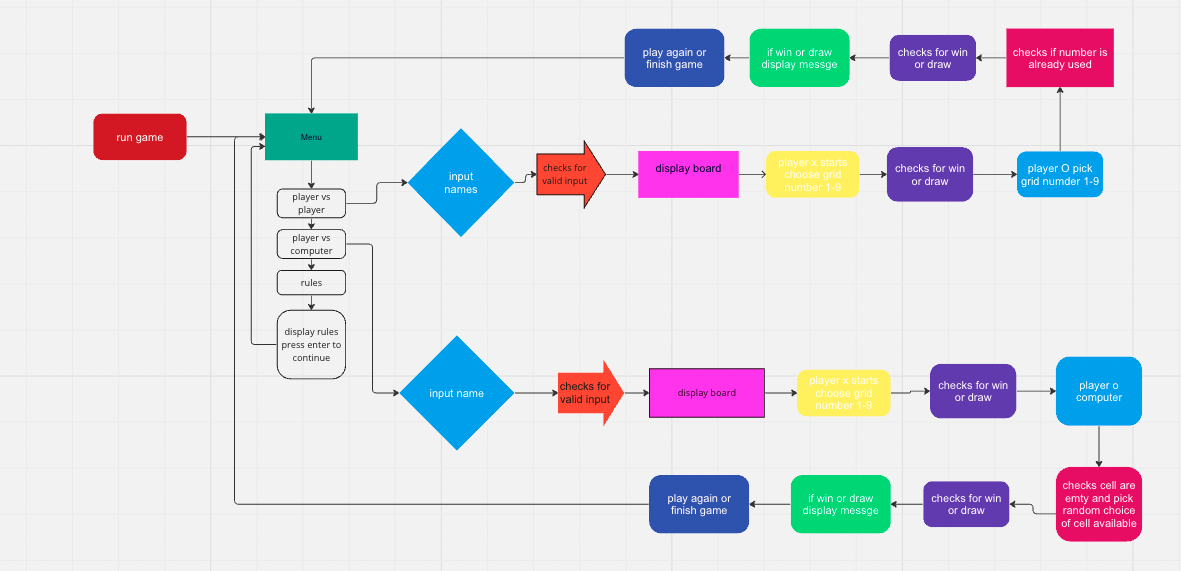 play again or
finish game
if win or draw
display messge
checks for win
or draw
checks if number is
already used
run game
Menu
input
names
checks for
valid input
display board
player x starts
choose grid
number 1-9
checks for win
or draw
player O pick
grid numder 1-9
player vs
player
player vs
computer
rules
display rules
press enter to
continue
input name
checks for
valid input
display board
player x starts
choose grid
number 1-9
checks for win
or draw
player o
computer
play again or
finish game
if win or draw
display messge
checks for win
or draw
checks cell are
emty and pick
random choice
of cell available